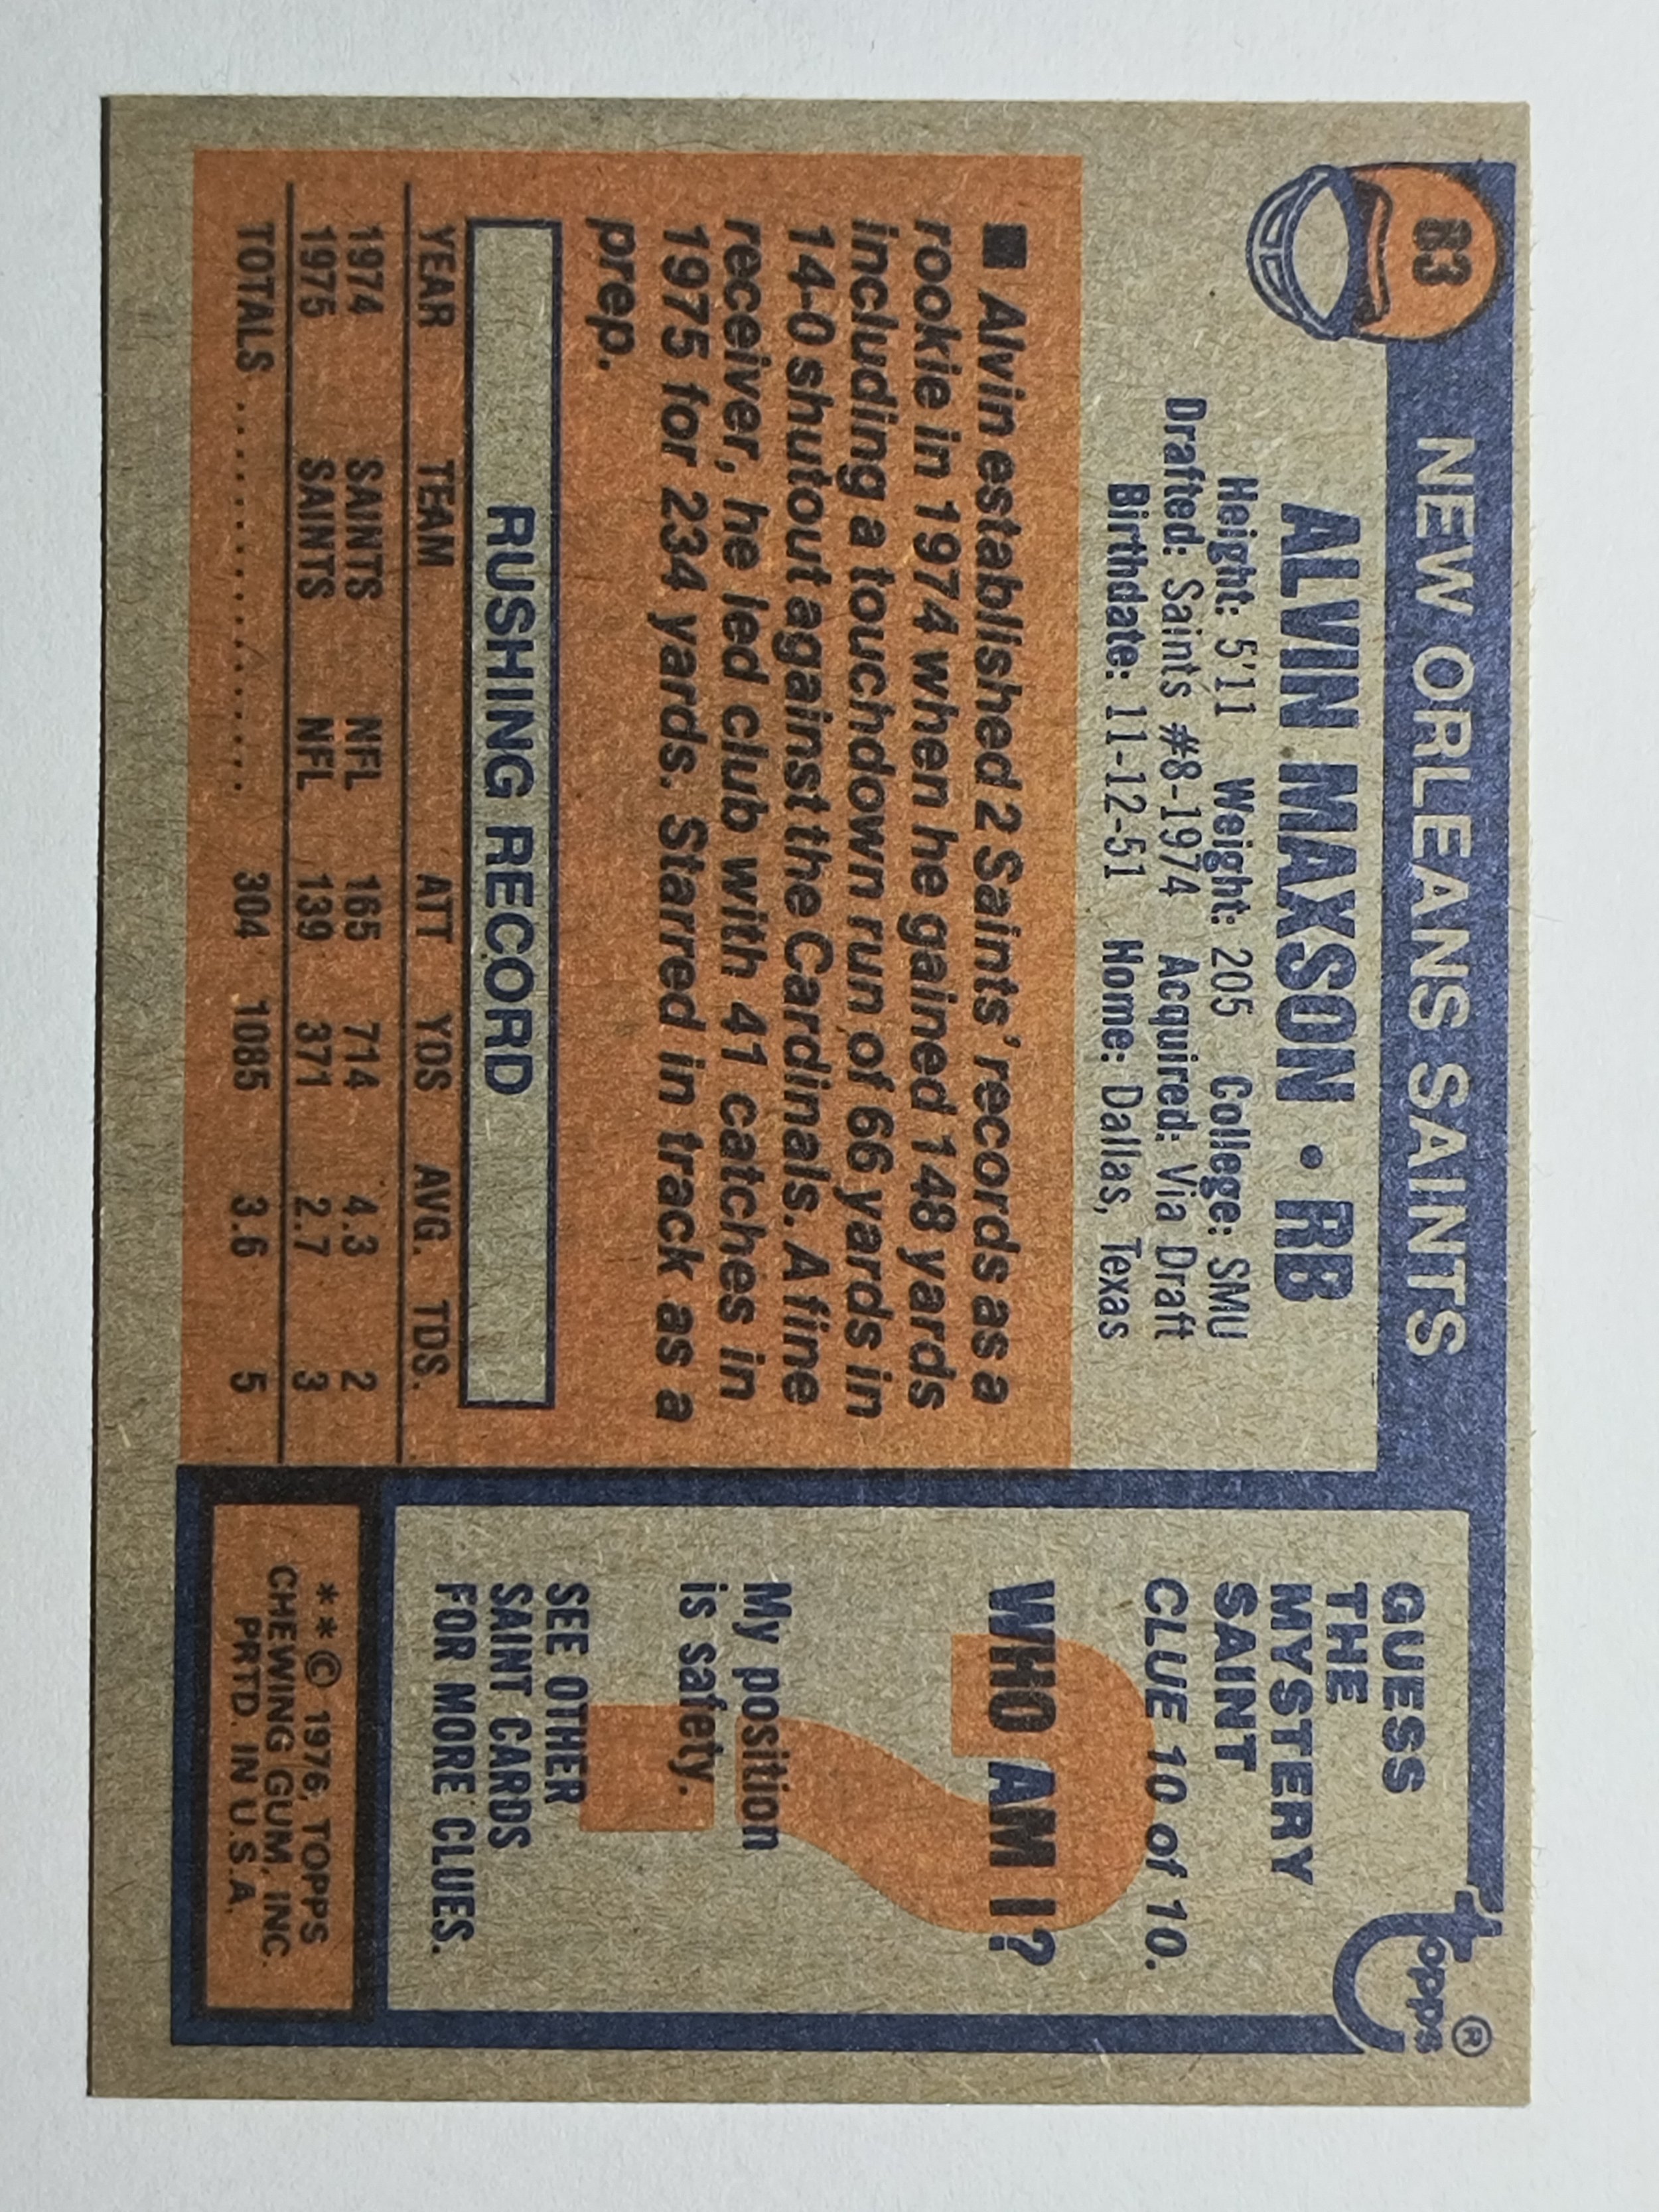 83
NEW ORLEANS SAINTS
topps®
ALVIN MAXSON • RB
Height: 5'11 Weight: 205 College: SMU
Drafted: Saints #8-1974 Acquired: Via Draft
Birthdate: 11-12-51 Home: Dallas, Texas
■ Alvin established 2 Saints' records as a
rookie in 1974 when he gained 148 yards
including a touchdown run of 66 yards in
14-0 shutout against the Cardinals. A fine
receiver, he led club with 41 catches in
1975 for 234 yards. Starred in track as a
prep.
RUSHING RECORD
YEAR TEAM ATT YDS AVG. TDS.
1974 SAINTS NFL 165 714 4.3 2
1975 SAINTS NFL 139 371 2.7 3
TOTALS .................. 304 1085 3.6 5
GUESS
THE
MYSTERY
SAINT
CLUE 10 of 10.
WHO AM I?
My position
is safety.
SEE OTHER
SAINT CARDS
FOR MORE CLUES.
**© 1976, TOPPS
CHEWING GUM, INC.
PRTD. IN U.S.A.